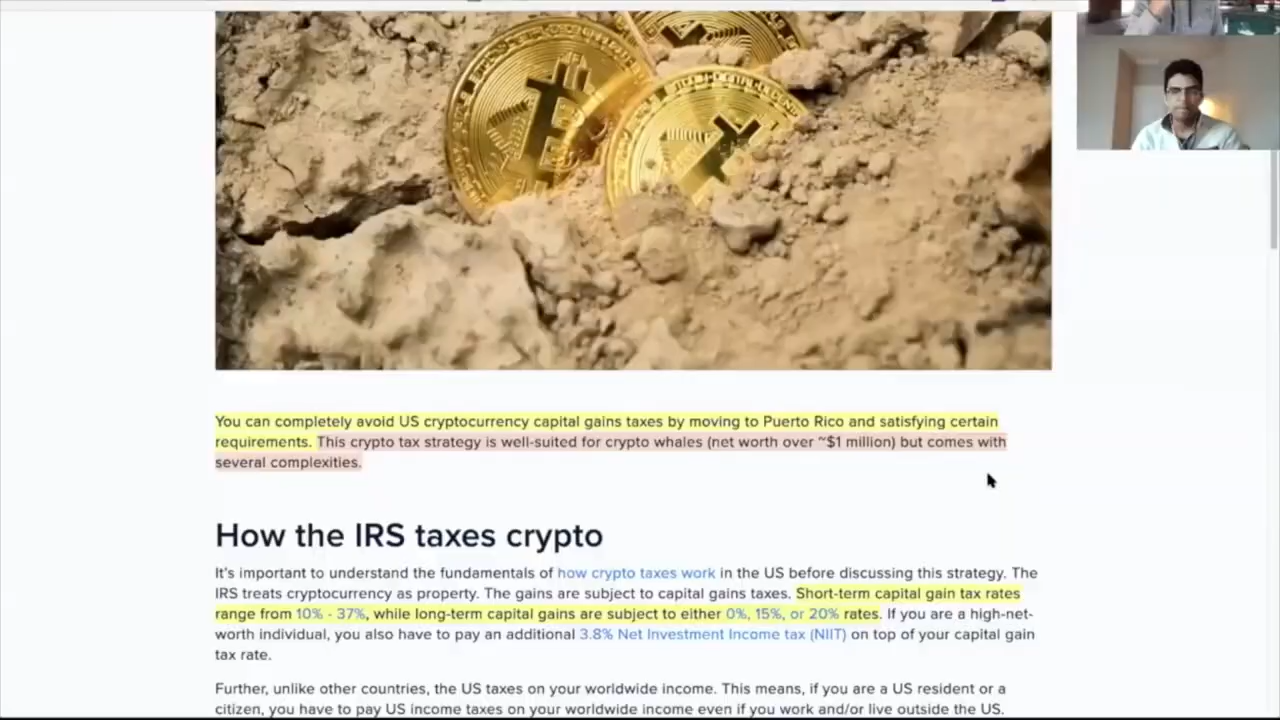 You can completely avoid US cryptocurrency capital gains taxes by moving to Puerto Rico and satisfying certain
requirements. This crypto tax strategy is well-suited for crypto whales (net worth over ~$1 million) but comes with
several complexities.
How the IRS taxes crypto
It's important to understand the fundamentals of how crypto taxes work in the US before discussing this strategy. The
IRS treats cryptocurrency as property. The gains are subject to capital gains taxes. Short-term capital gain tax rates
range from 10% - 37%, while long-term capital gains are subject to either 0%, 15%, or 20% rates. If you are a high-net-
worth individual, you also have to pay an additional 3.8% Net Investment Income tax (NIIT) on top of your capital gain
tax rate.
Further, unlike other countries, the US taxes on your worldwide income. This means, if you are a US resident or a
citizen, you have to pay US income taxes on your worldwide income even if you work and/or live outside the US.